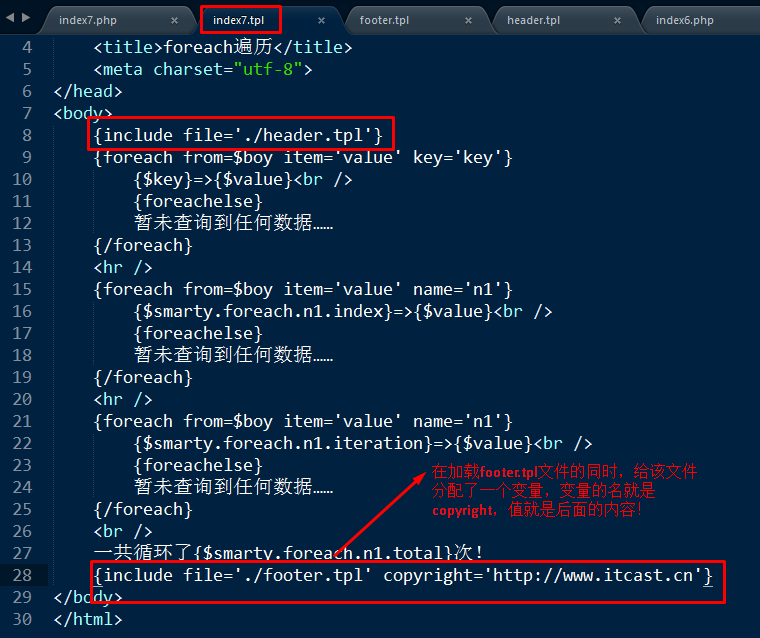 index7.php × index7.tpl × footer.tpl × header.tpl × index6.php
4 <title>foreach遍历</title>
5 <meta charset="utf-8">
6 </head>
7 <body>
8 {include file='./header.tpl'}
9 {foreach from=$boy item='value' key='key'}
10 {$key}=>{$value}<br />
11 {foreachelse}
12 暂未查询到任何数据……
13 {/foreach}
14 <hr />
15 {foreach from=$boy item='value' name='n1'}
16 {$smarty.foreach.n1.index}=>{$value}<br />
17 {foreachelse}
18 暂未查询到任何数据……
19 {/foreach}
20 <hr />
21 {foreach from=$boy item='value' name='n1'}
22 {$smarty.foreach.n1.iteration}=>{$value}<br />
23 {foreachelse}
24 暂未查询到任何数据……
25 {/foreach}
26 <br />
27 一共循环了{$smarty.foreach.n1.total}次！
28 {include file='./footer.tpl' copyright='http://www.itcast.cn'}
29 </body>
30 </html>
在加载footer.tpl文件的同时，给该文件
分配了一个变量，变量的名就是
copyright，值就是后面的内容！